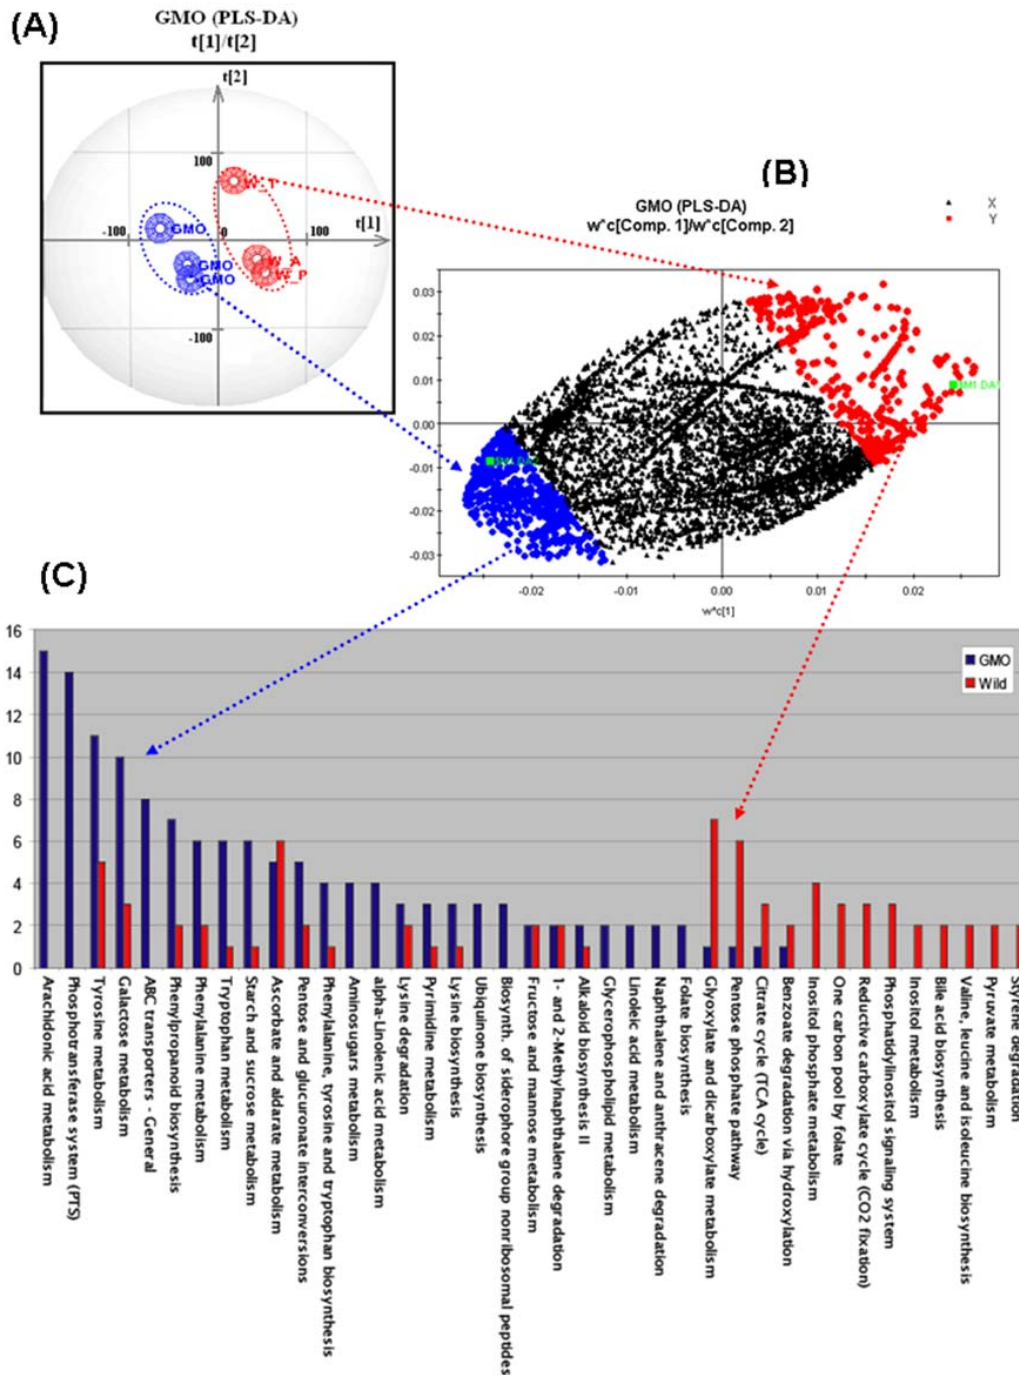 (A)
GMO (PLS-DA)
t[1]/t[2]
t[2]
100
W_T
t[1]
GMO
-100
0
100
GMO
W_A
GMO
W_P
-100
(B)
GMO (PLS-DA)
w*c[Comp. 1]/w*c[Comp. 2]
X
Y
0.03
0.02
0.01
0.00
-0.01
-0.02
-0.03
-0.02
-0.01
0.00
0.01
0.02
w*c[1]
(C)
16
14
12
10
8
6
4
2
0
GMO
Wild
Arachidonic acid metabolism
Phosphotransferase system (PTS)
Tyrosine metabolism
Galactose metabolism
ABC transporters - General
Phenylpropanoid biosynthesis
Phenylalanine metabolism
Tryptophan metabolism
Starch and sucrose metabolism
Ascorbate and aldarate metabolism
Pentose and glucuronate interconversions
Phenylalanine, tyrosine and tryptophan biosynthesis
Aminosugars metabolism
alpha-Linolenic acid metabolism
Lysine degradation
Pyrimidine metabolism
Lysine biosynthesis
Ubiquinone biosynthesis
Biosynth. of siderophore group nonribosomal peptides
Fructose and mannose metabolism
1- and 2-Methylnaphthalene degradation
Alkaloid biosynthesis II
Glycerophospholipid metabolism
Linoleic acid metabolism
Naphthalene and anthracene degradation
Folate biosynthesis
Glyoxylate and dicarboxylate metabolism
Pentose phosphate pathway
Citrate cycle (TCA cycle)
Benzoate degradation via hydroxylation
Inositol phosphate metabolism
One carbon pool by folate
Reductive carboxylate cycle (CO2 fixation)
Phosphatidylinositol signaling system
Inositol metabolism
Bile acid biosynthesis
Valine, leucine and isoleucine biosynthesis
Pyruvate metabolism
Styrene degradation